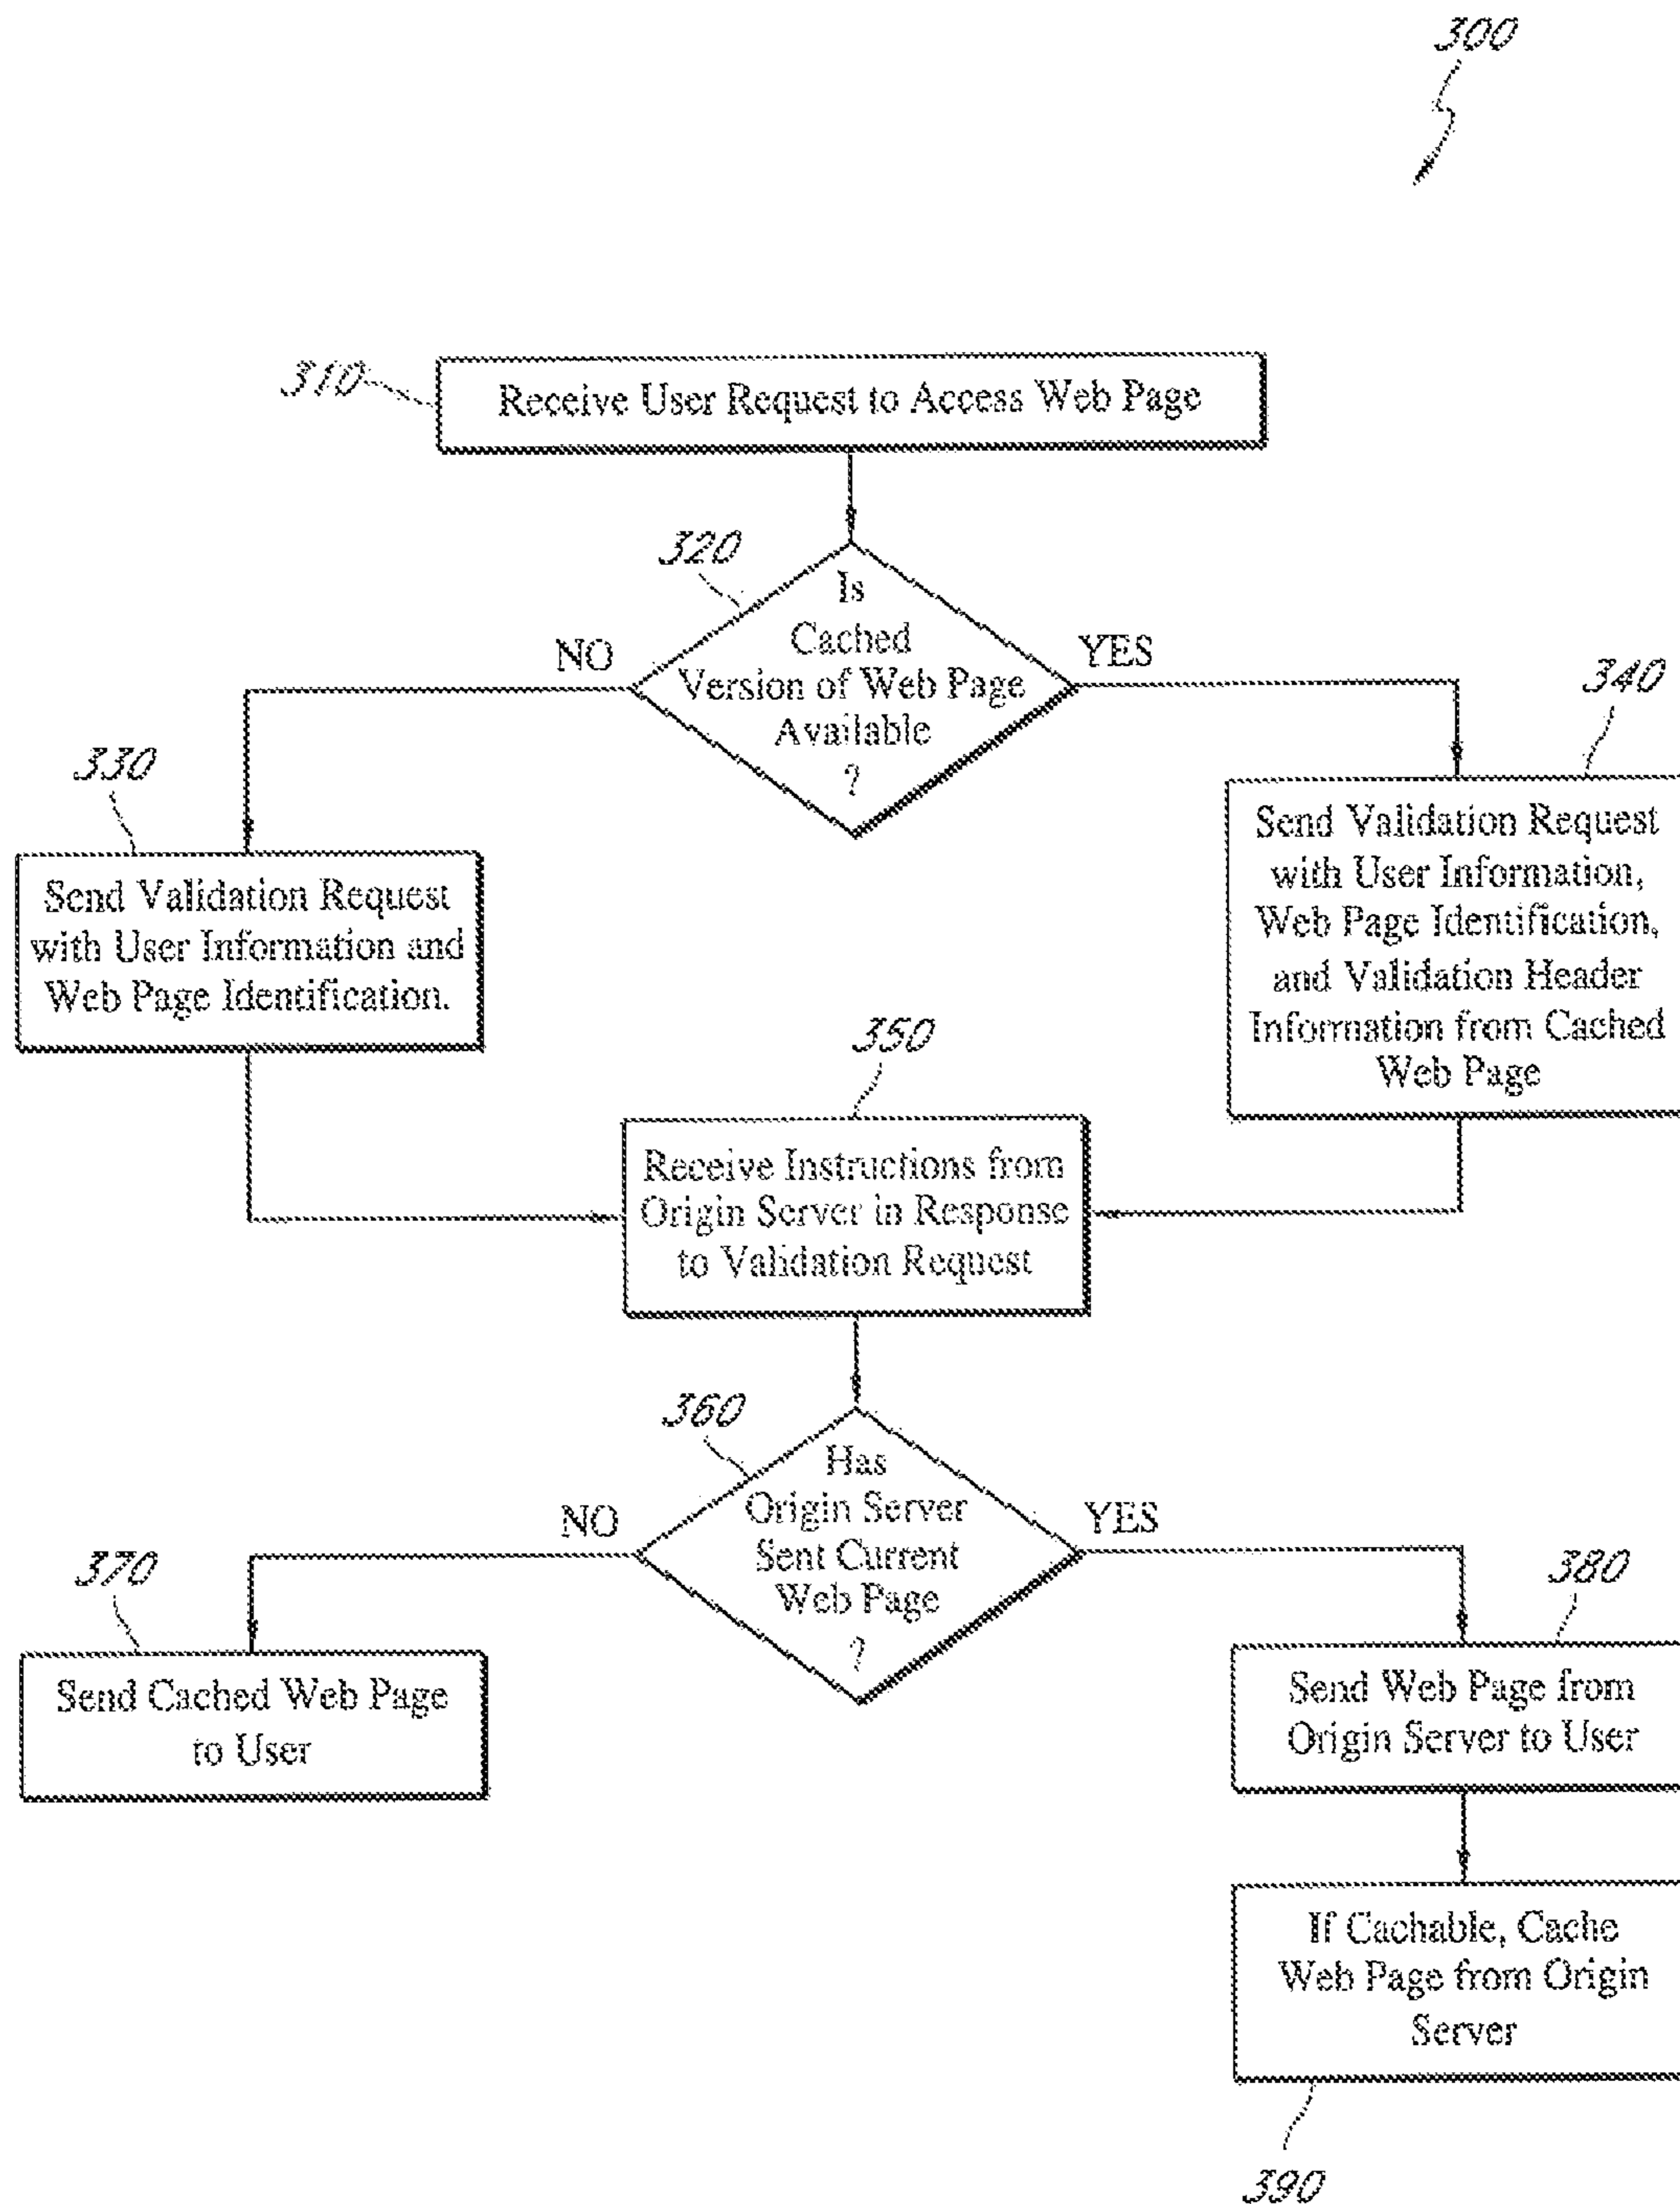 300
310
Receive User Request to Access Web Page
320
Is
Cached
Version of Web Page
Available
?
NO
YES
330
Send Validation Request
with User Information and
Web Page Identification.
340
Send Validation Request
with User Information,
Web Page Identification,
and Validation Header
Information from Cached
Web Page
350
Receive Instructions from
Origin Server in Response
to Validation Request
360
Has
Origin Server
Sent Current
Web Page
?
NO
YES
370
Send Cached Web Page
to User
380
Send Web Page from
Origin Server to User
If Cachable, Cache
Web Page from Origin
Server
390